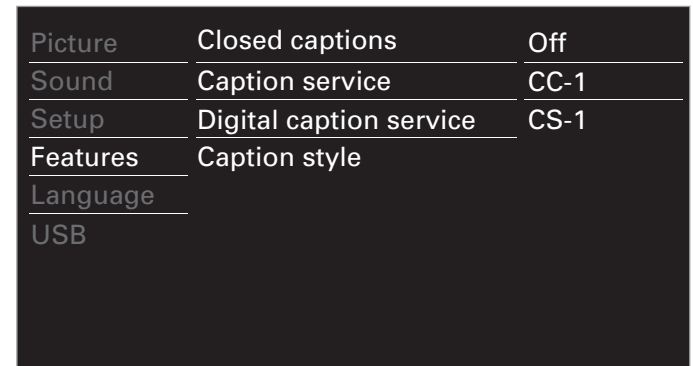 Picture Closed captions Off
Sound Caption service CC-1
Setup Digital caption service CS-1
Features Caption style
Language
USB